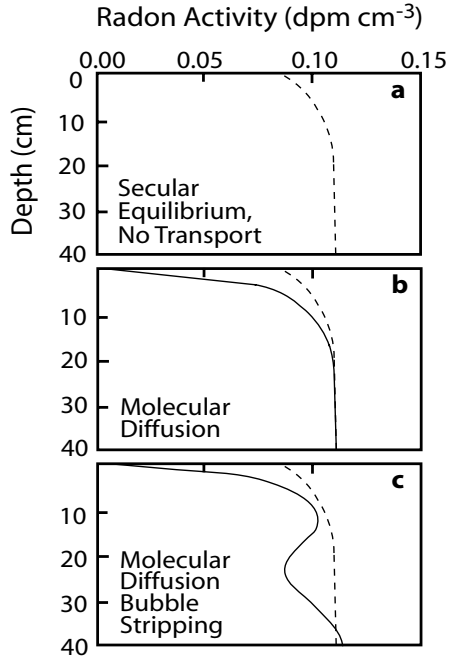 Radon Activity (dpm cm-3)
0.00 0.05 0.10 0.15
Depth (cm)
0
10
20
30
40
a
Secular
Equilibrium,
No Transport
10
20
30
40
b
Molecular
Diffusion
10
20
30
40
c
Molecular
Diffusion
Bubble
Stripping